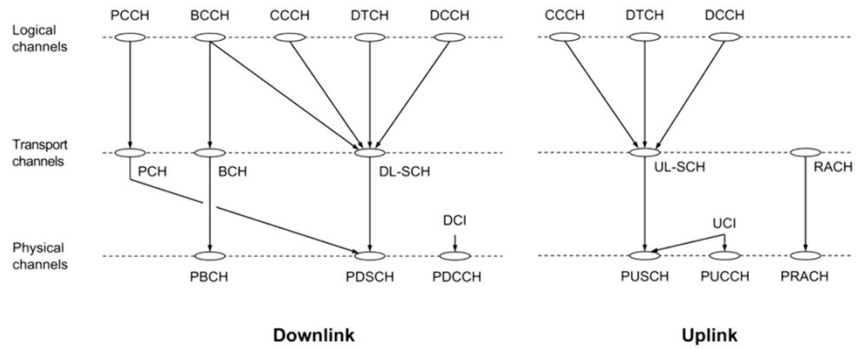 PCCH BCCH CCCH DTCH DCCH CCCH DTCH DCCH
Logical
channels
Transport
channels
PCH BCH DL-SCH UL-SCH RACH
DCI UCI
Physical
channels
PBCH PDSCH PDCCH PUSCH PUCCH PRACH
Downlink Uplink